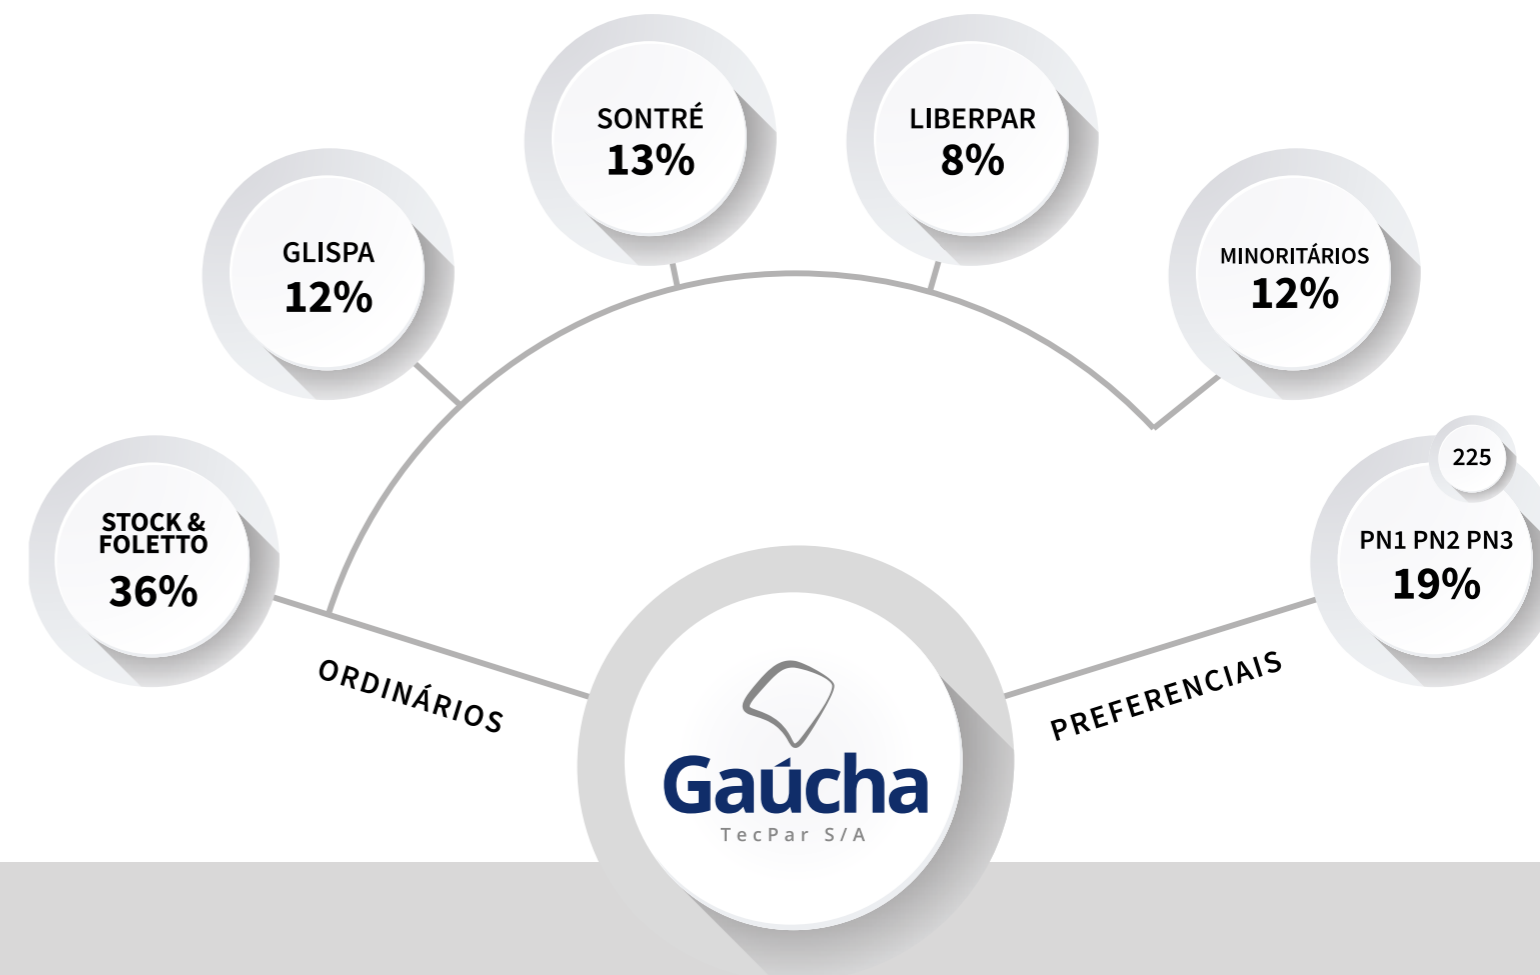 SONTRÉ
13%
LIBERPAR
8%
GLISPA
12%
MINORITÁRIOS
12%
STOCK &
FOLETTO
36%
225
PN1 PN2 PN3
19%
ORDINÁRIOS
PREFERENCIAIS
Gaúcha
TecPar S/A